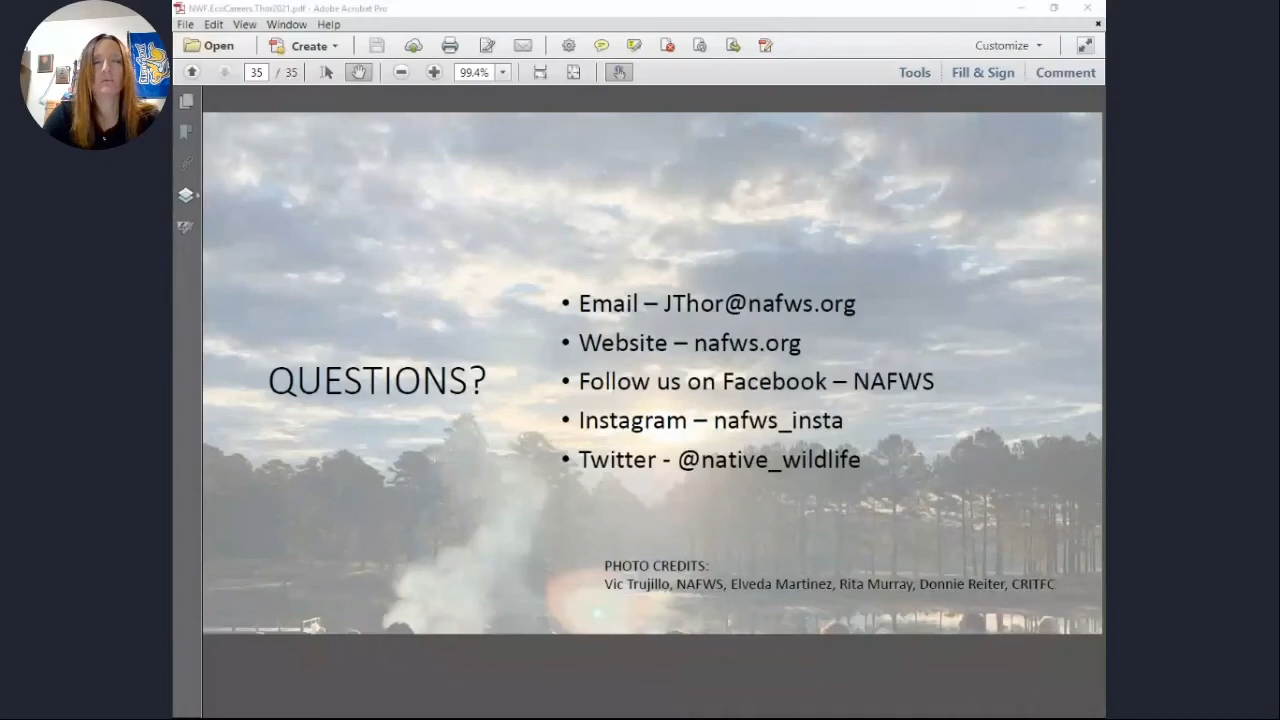 NWF.EcoCareers.Thor2021.pdf - Adobe Acrobat Pro
File Edit View Window Help
Open Create Customize
35 / 35 99.4% Tools Fill & Sign Comment
• Email – JThor@nafws.org
• Website – nafws.org
QUESTIONS?
• Follow us on Facebook – NAFWS
• Instagram – nafws_insta
• Twitter - @native_wildlife
PHOTO CREDITS:
Vic Trujillo, NAFWS, Elveda Martinez, Rita Murray, Donnie Reiter, CRITFC